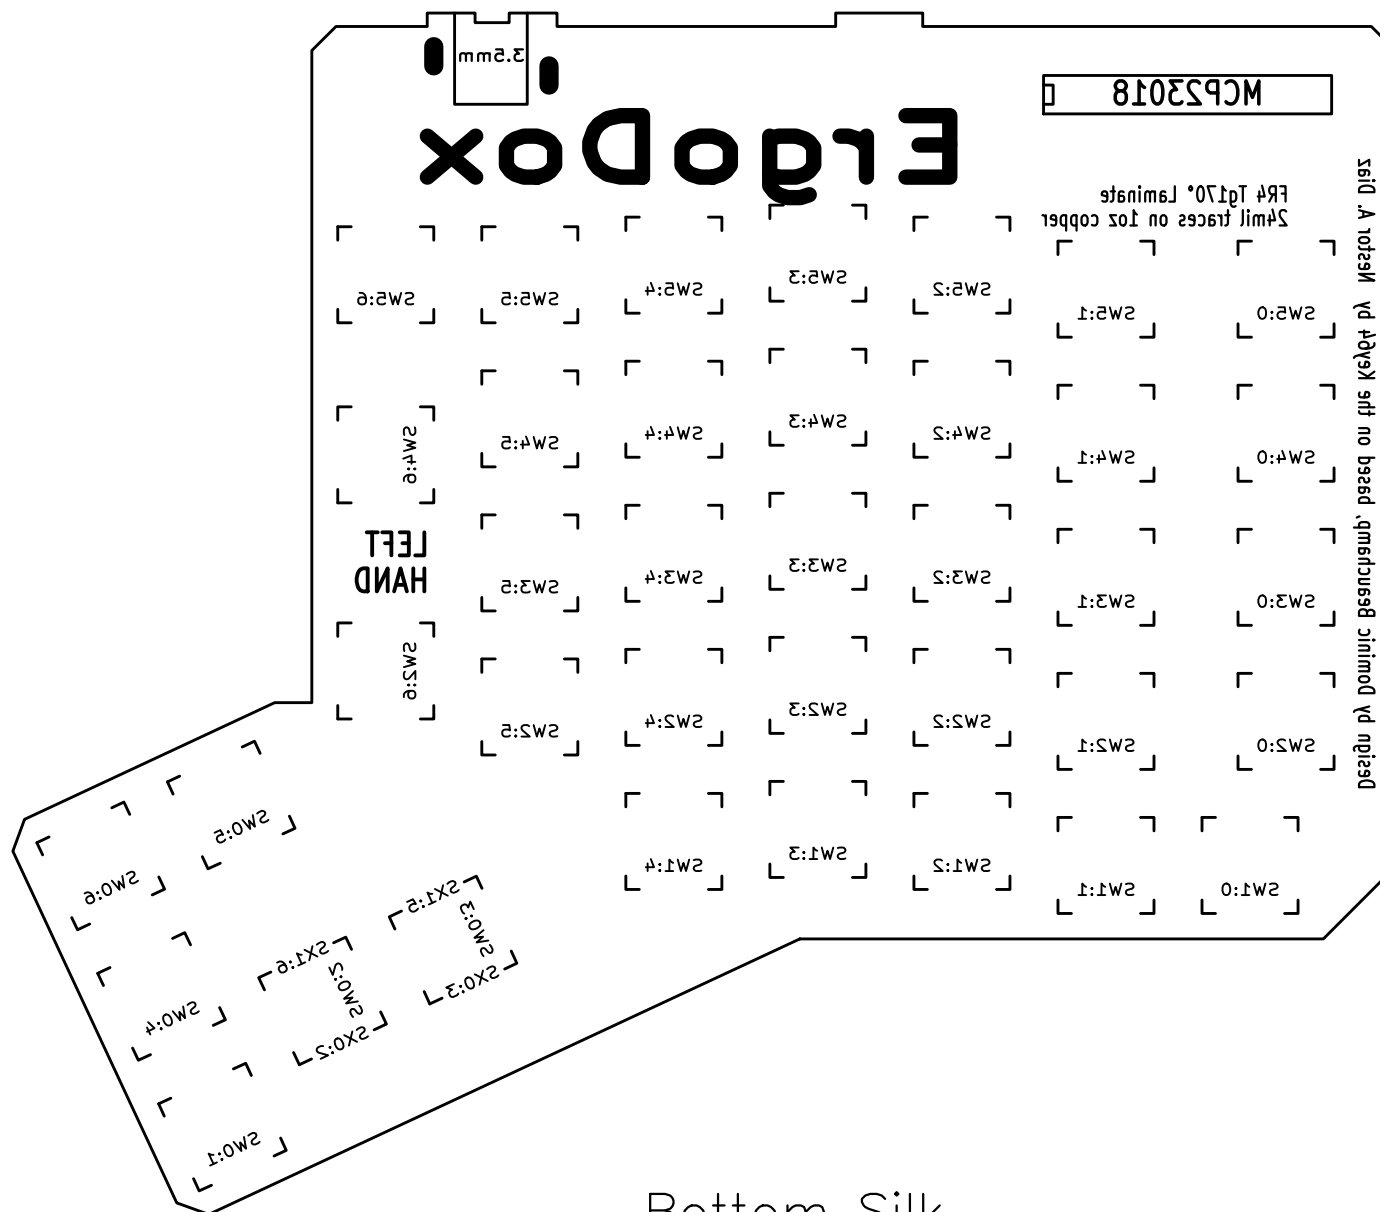 3.5mm
MCP23018
ErgoDox
FR4 Tg170° Laminate
24mil traces on 1oz copper
Design by Dominic Beauchamp, based on the Key64 by Nestor A. Diaz
SW5:6
SW5:5
SW5:4
SW5:3
SW5:2
SW5:1
SW5:0
SW4:6
SW4:5
SW4:4
SW4:3
SW4:2
SW4:1
SW4:0
LEFT
HAND
SW3:5
SW3:4
SW3:3
SW3:2
SW3:1
SW3:0
SW2:6
SW2:5
SW2:4
SW2:3
SW2:2
SW2:1
SW2:0
SW1:4
SW1:3
SW1:2
SW1:1
SW1:0
SW0:5
SW0:6
SX1:5
SW0:3
SX0:3
SX1:6
SW0:2
SX0:2
SW0:4
SW0:1
Bottom Silk